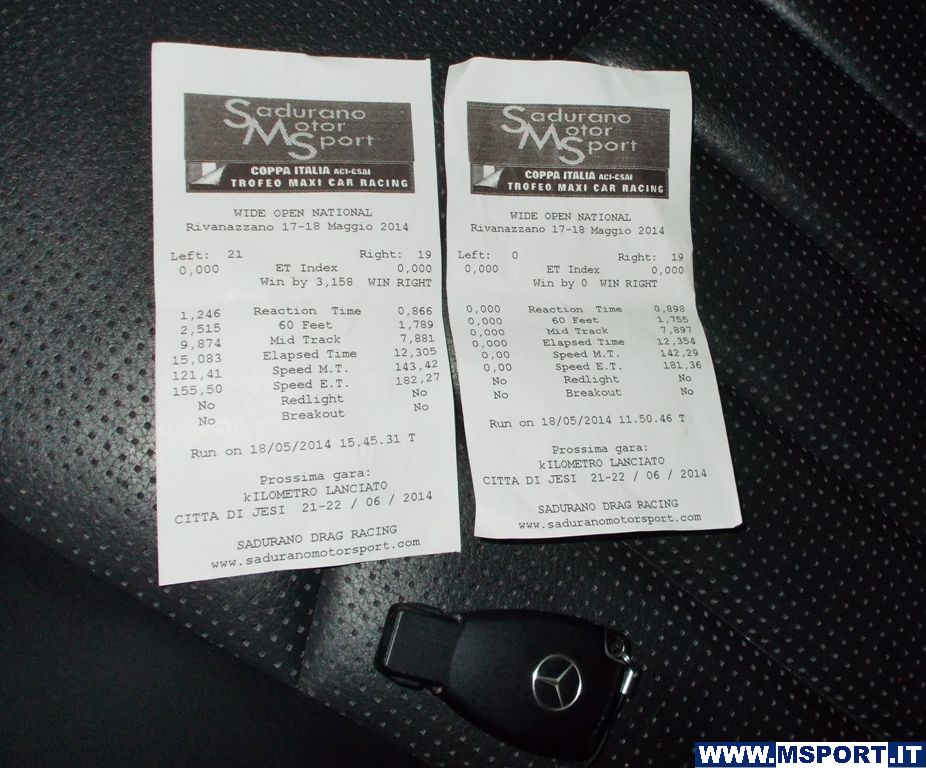 Sadurano
Motor
Sport
COPPA ITALIA ACI-CSAI
TROFEO MAXI CAR RACING
WIDE OPEN NATIONAL
Rivanazzano 17-18 Maggio 2014
Left: 21 Right: 19
0,000 ET Index 0,000
Win by 3,158 WIN RIGHT
1,246 Reaction Time 0,866
2,515 60 Feet 1,789
9,874 Mid Track 7,881
15,083 Elapsed Time 12,305
121,41 Speed M.T. 143,42
155,50 Speed E.T. 182,27
No Redlight No
No Breakout No
Run on 18/05/2014 15.45.31 T
Prossima gara:
kILOMETRO LANCIATO
CITTA DI JESI 21-22 / 06 / 2014
SADURANO DRAG RACING
www.saduranomotorsport.com
Sadurano
Motor
Sport
COPPA ITALIA ACI-CSAI
TROFEO MAXI CAR RACING
WIDE OPEN NATIONAL
Rivanazzano 17-18 Maggio 2014
Left: 0 Right: 19
0,000 ET Index 0,000
Win by 0 WIN RIGHT
0,000 Reaction Time 0,898
0,000 60 Feet 1,755
0,000 Mid Track 7,897
0,000 Elapsed Time 12,354
0,00 Speed M.T. 142,29
0,00 Speed E.T. 181,36
No Redlight No
No Breakout No
Run on 18/05/2014 11.50.46 T
Prossima gara:
kILOMETRO LANCIATO
CITTA DI JESI 21-22 / 06 / 2014
SADURANO DRAG RACING
www.saduranomotorsport.com
WWW.MSPORT.IT